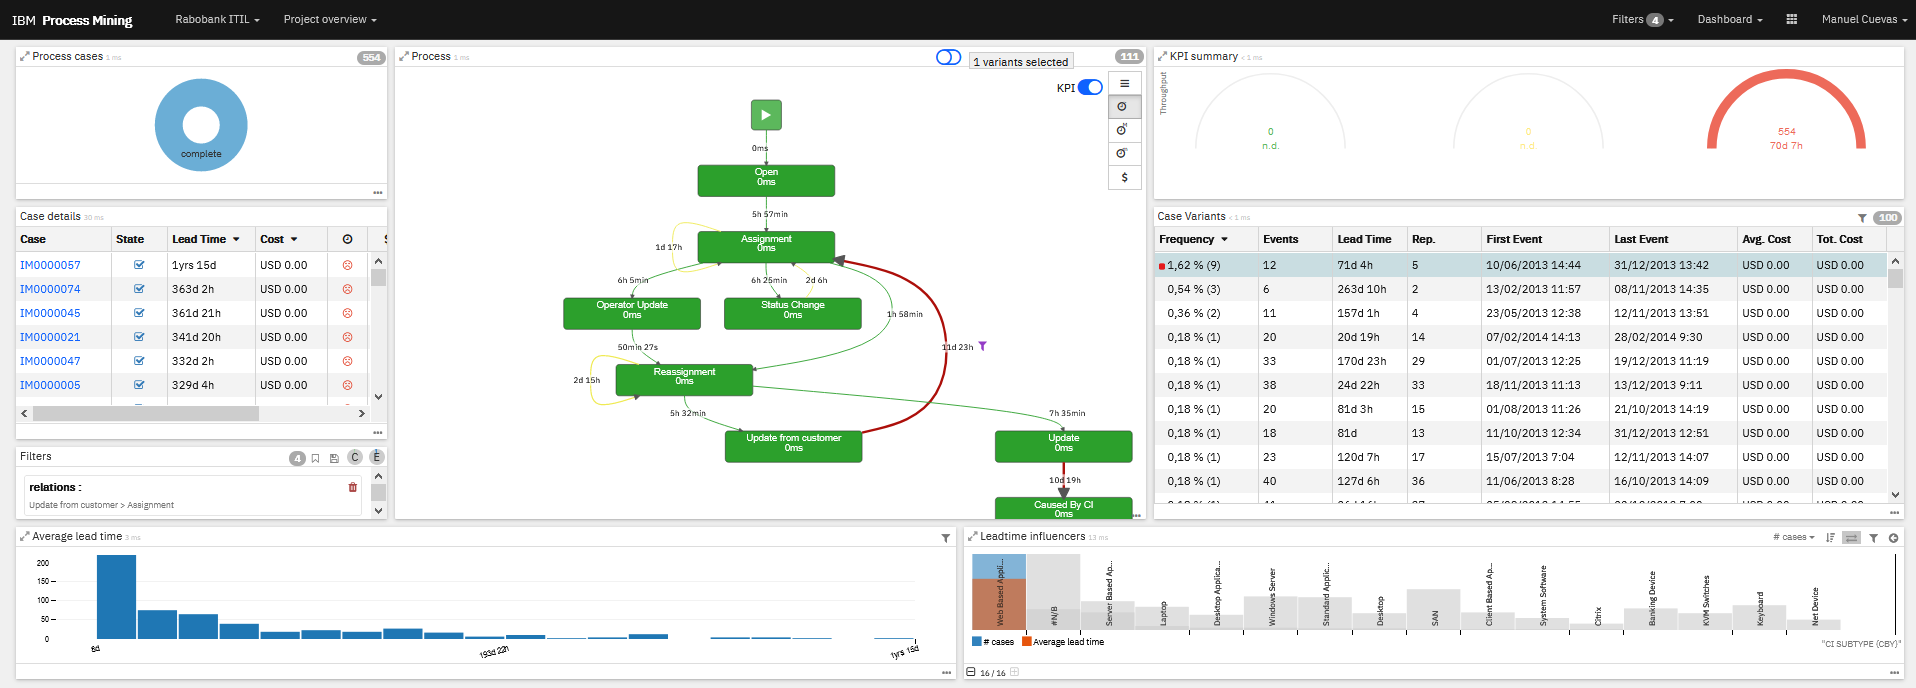 IBM Process Mining
Rabobank ITIL
Project overview
Filters 4
Dashboard
Manuel Cuevas
Process cases 1 ms
554
complete
Case details 30 ms
Case State Lead Time Cost
IM0000057 1yrs 15d USD 0.00
IM0000074 363d 2h USD 0.00
IM0000045 361d 21h USD 0.00
IM0000021 341d 20h USD 0.00
IM0000047 332d 2h USD 0.00
IM0000005 329d 4h USD 0.00
Filters
4 C E
relations :
Update from customer > Assignment
Process 1 ms
1 variants selected
111
KPI
$
0ms
Open
0ms
5h 57min
Assignment
0ms
1d 17h
6h 5min
6h 25min
2d 6h
Operator Update
0ms
Status Change
0ms
1h 58min
50min 27s
11d 23h
Reassignment
0ms
2d 15h
5h 32min
7h 35min
Update from customer
0ms
Update
0ms
10d 19h
Caused By CI
0ms
KPI summary < 1 ms
Throughput
0
n.d.
0
n.d.
554
70d 7h
Case Variants < 1 ms
100
Frequency Events Lead Time Rep. First Event Last Event Avg. Cost Tot. Cost
1,62 % (9) 12 71d 4h 5 10/06/2013 14:44 31/12/2013 13:42 USD 0.00 USD 0.00
0,54 % (3) 6 263d 10h 2 13/02/2013 11:57 08/11/2013 14:35 USD 0.00 USD 0.00
0,36 % (2) 11 157d 1h 4 23/05/2013 12:38 12/11/2013 13:51 USD 0.00 USD 0.00
0,18 % (1) 20 20d 19h 14 07/02/2014 14:13 28/02/2014 9:30 USD 0.00 USD 0.00
0,18 % (1) 33 170d 23h 29 01/07/2013 12:25 19/12/2013 11:19 USD 0.00 USD 0.00
0,18 % (1) 38 24d 22h 33 18/11/2013 11:13 13/12/2013 9:11 USD 0.00 USD 0.00
0,18 % (1) 20 81d 3h 15 01/08/2013 11:26 21/10/2013 14:19 USD 0.00 USD 0.00
0,18 % (1) 18 81d 13 11/10/2013 12:34 31/12/2013 12:51 USD 0.00 USD 0.00
0,18 % (1) 23 120d 7h 17 15/07/2013 7:04 12/11/2013 14:07 USD 0.00 USD 0.00
0,18 % (1) 40 127d 6h 36 11/06/2013 8:28 16/10/2013 14:09 USD 0.00 USD 0.00
Average lead time 3 ms
200
150
100
50
0
6d
193d 22h
1yrs 15d
Leadtime influencers 13 ms
# cases
Web Based Appli...
#N/B
Server Based Ap...
Laptop
Desktop Applica...
Windows Server
Standard Applic...
Desktop
SAN
Client Based Ap...
System Software
Citrix
Banking Device
KVM Switches
Keyboard
Net Device
# cases
Average lead time
"CI SUBTYPE (CBY)"
16 / 16